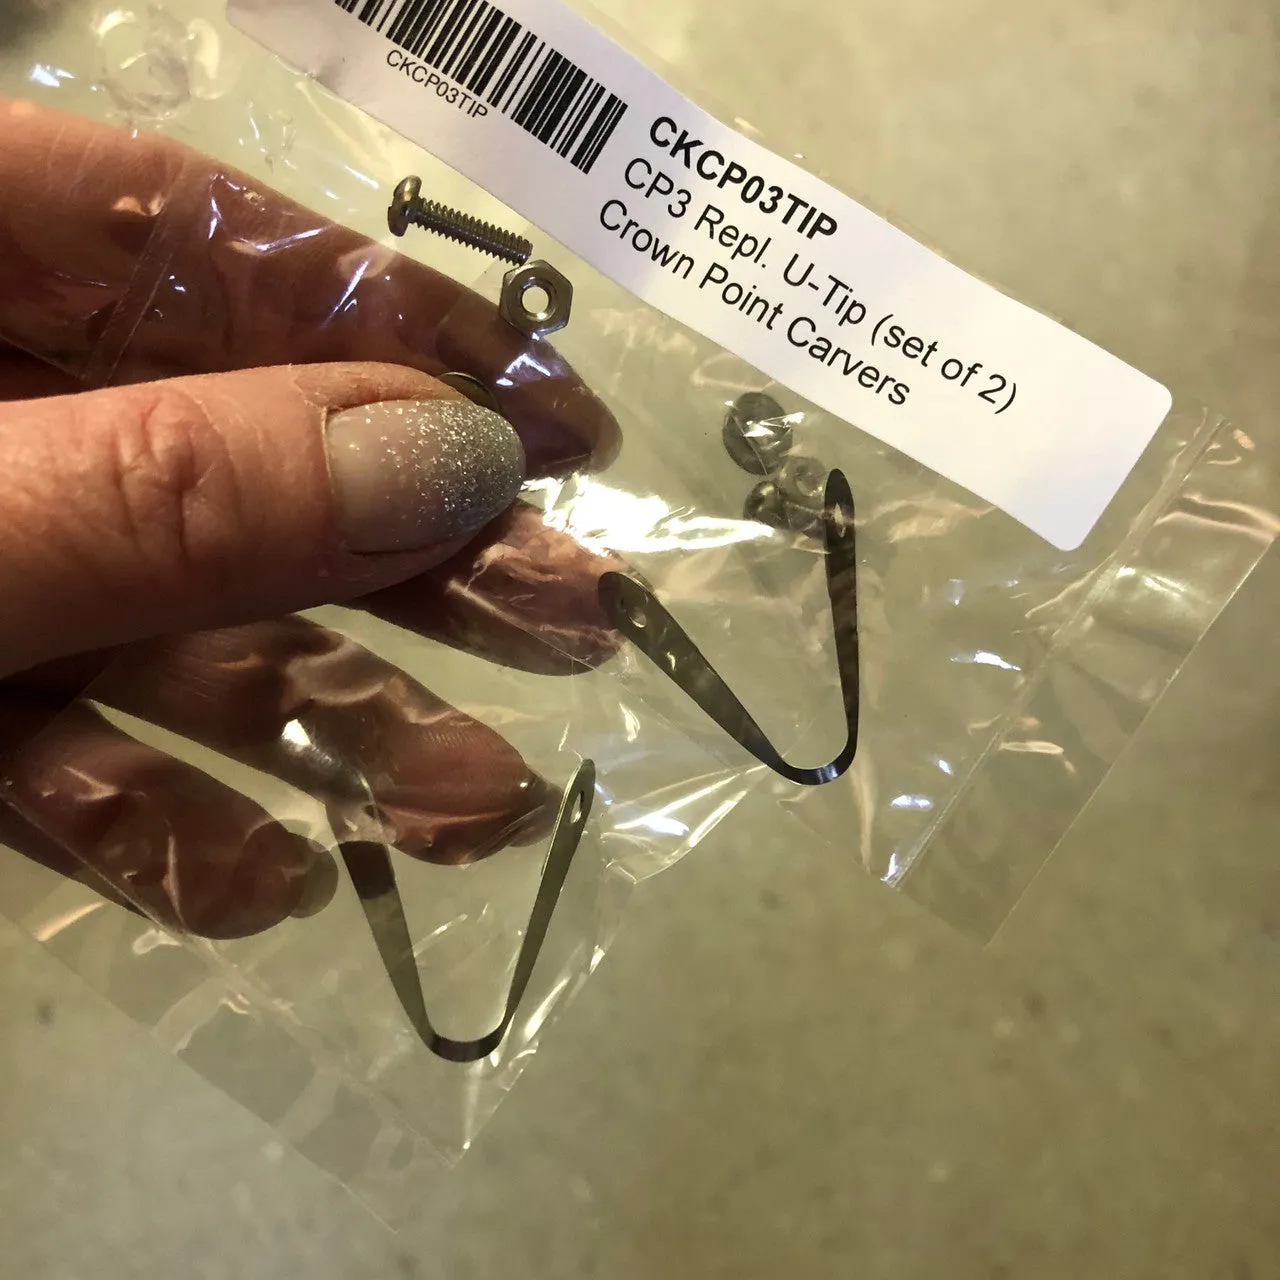 CKCP03TIP
CKCP03TIP
CP3 Repl. U-Tip (set of 2)
Crown Point Carvers